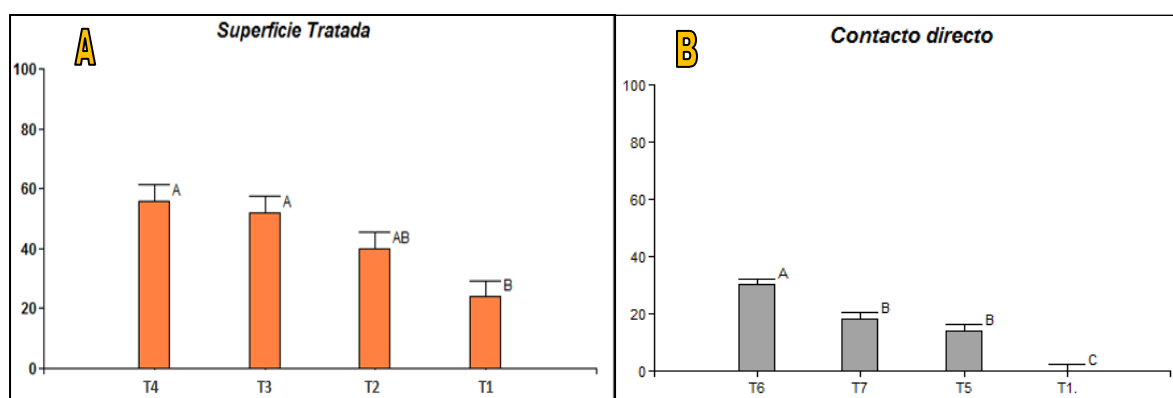 A
Superficie Tratada
100
80
60
40
20
0
A
A
AB
B
T4 T3 T2 T1
B
Contacto directo
100
80
60
40
20
0
A
B
B
C
T6 T7 T5 T1.